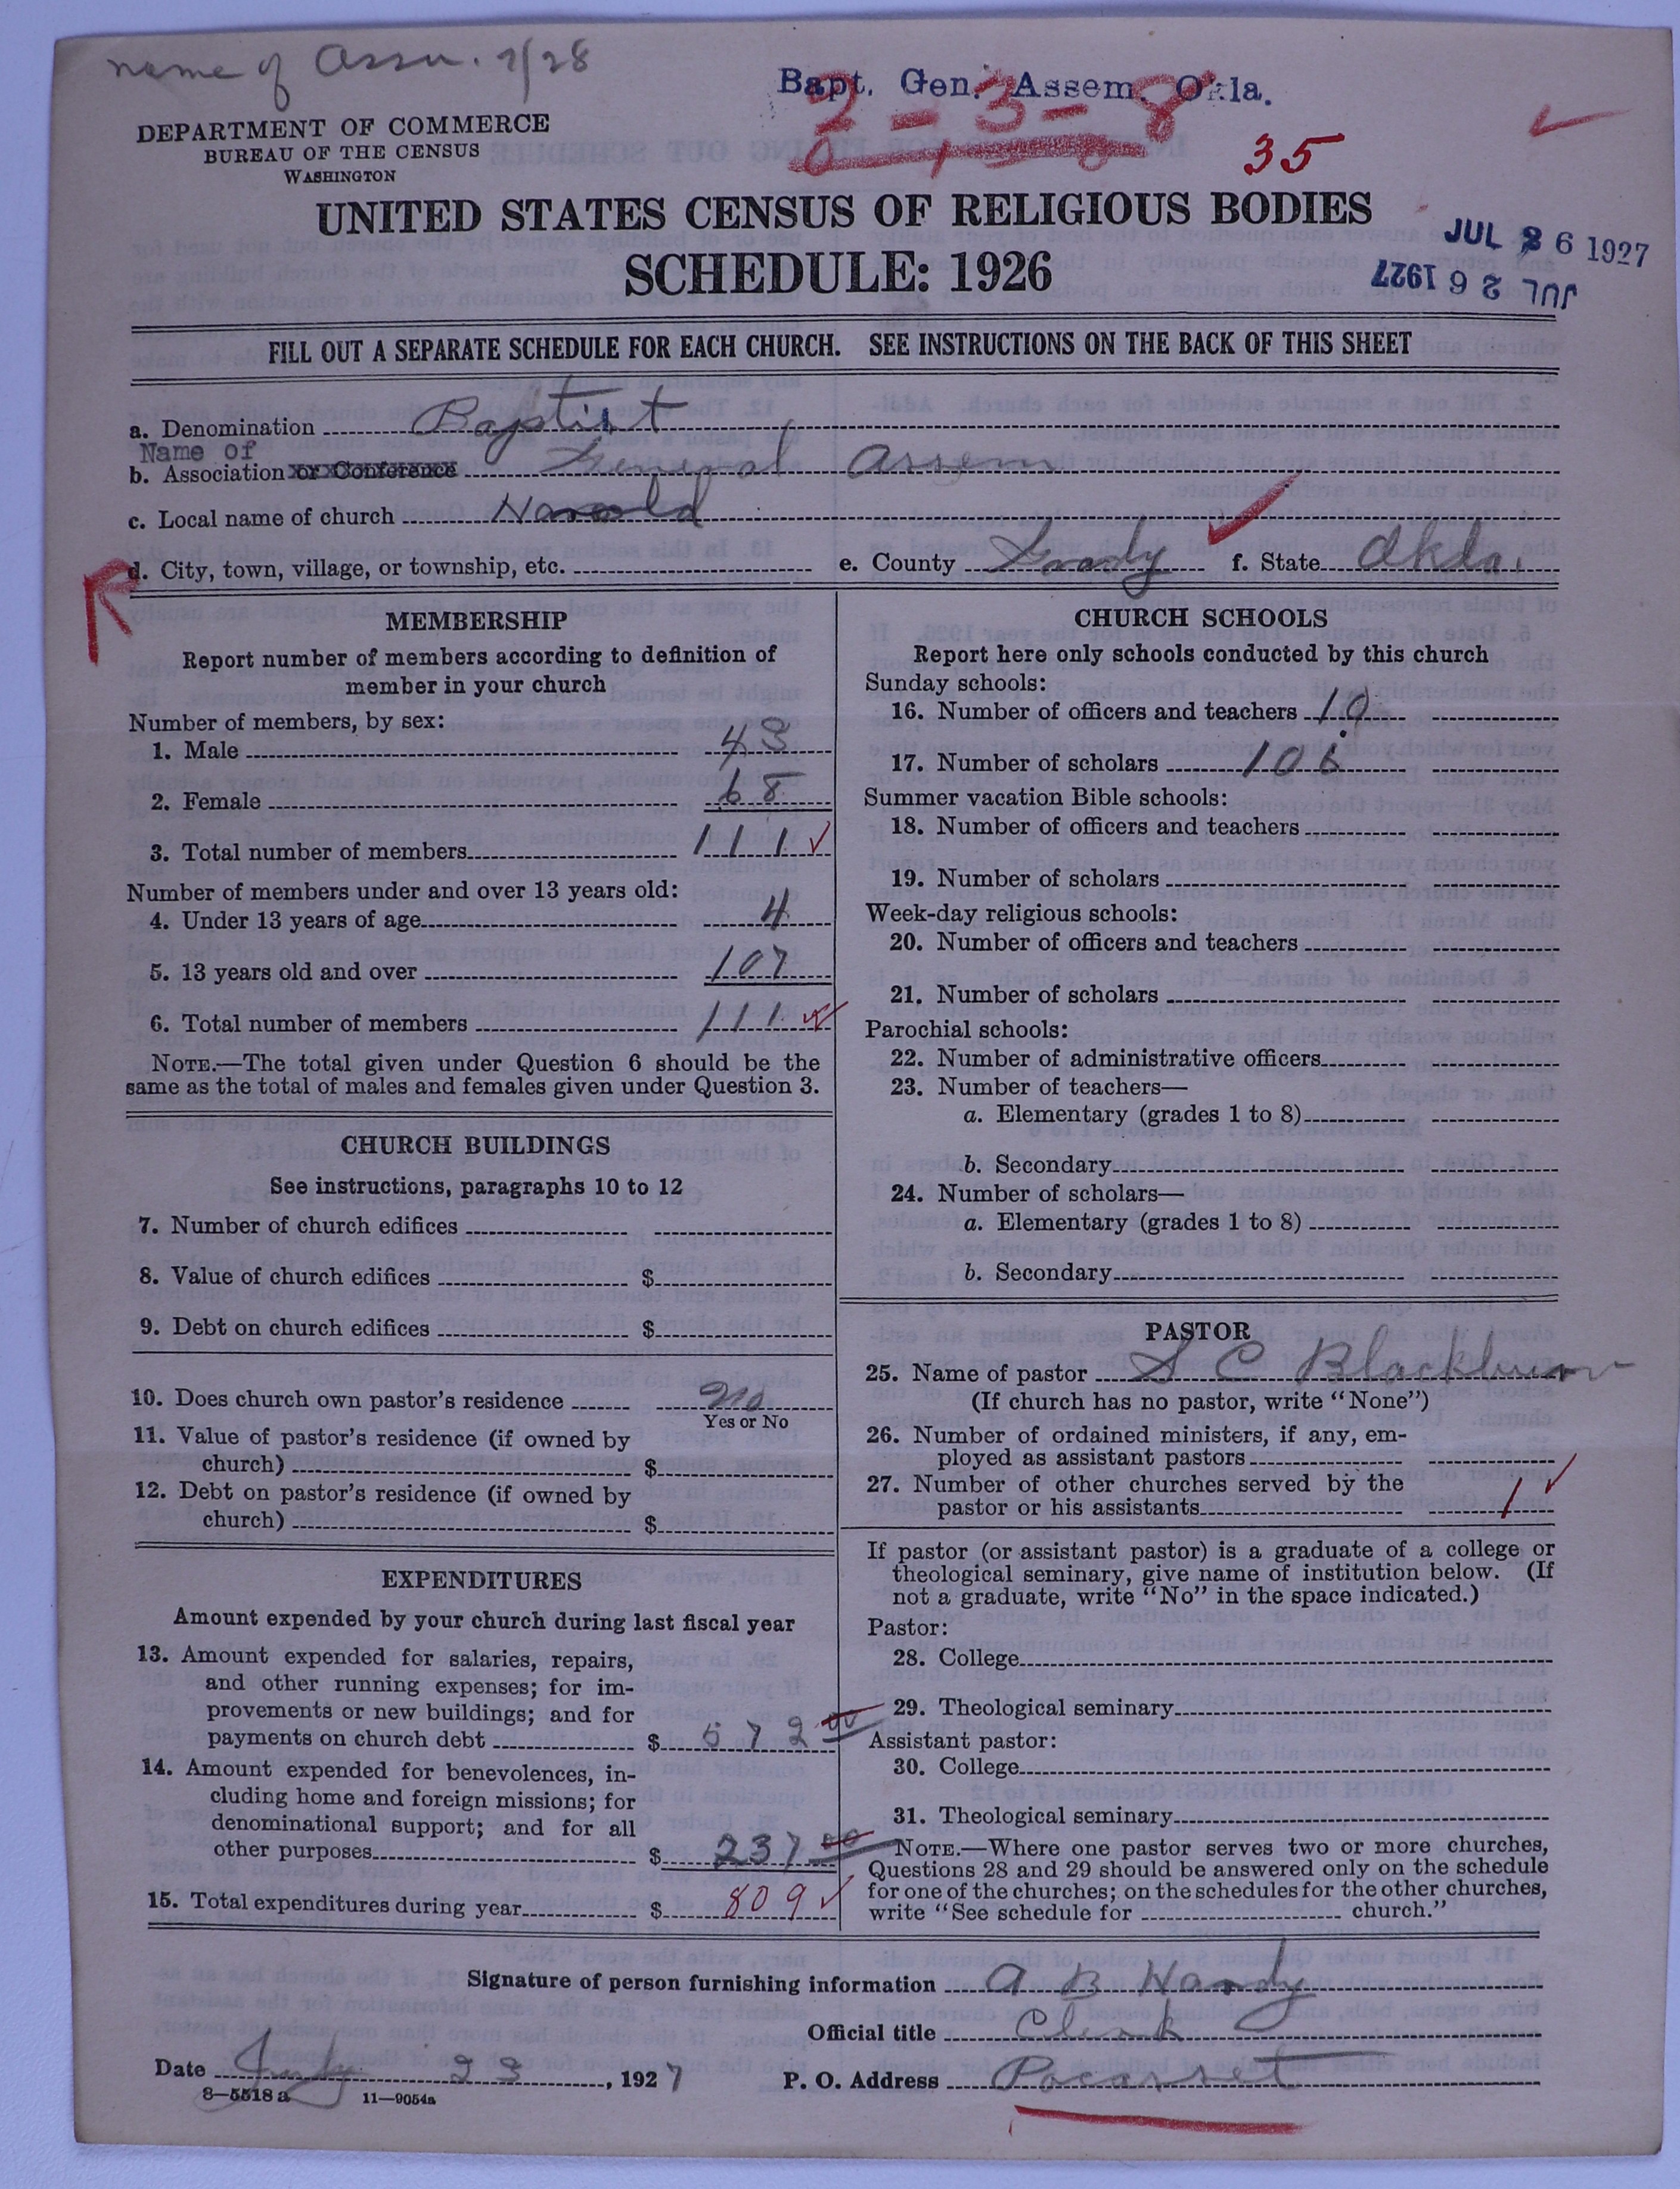 name of Assn. 7/28
Bapt. Gen. Assem. Okla.
2-3-8
35
DEPARTMENT OF COMMERCE
BUREAU OF THE CENSUS
WASHINGTON
UNITED STATES CENSUS OF RELIGIOUS BODIES
SCHEDULE: 1926
JUL 26 1927
JUL 26 1927
FILL OUT A SEPARATE SCHEDULE FOR EACH CHURCH. SEE INSTRUCTIONS ON THE BACK OF THIS SHEET
a. Denomination Baptist
Name of
b. Association or Conference General Assem
c. Local name of church Harold
d. City, town, village, or township, etc. e. County Grady f. State Okla.
MEMBERSHIP
Report number of members according to definition of
member in your church
Number of members, by sex:
1. Male 43
2. Female 68
3. Total number of members 111
Number of members under and over 13 years old:
4. Under 13 years of age 4
5. 13 years old and over 107
6. Total number of members 111
NOTE.—The total given under Question 6 should be the
same as the total of males and females given under Question 3.
CHURCH BUILDINGS
See instructions, paragraphs 10 to 12
7. Number of church edifices
8. Value of church edifices $
9. Debt on church edifices $
10. Does church own pastor's residence no
Yes or No
11. Value of pastor's residence (if owned by
church) $
12. Debt on pastor's residence (if owned by
church) $
EXPENDITURES
Amount expended by your church during last fiscal year
13. Amount expended for salaries, repairs,
and other running expenses; for im-
provements or new buildings; and for
payments on church debt $ 572 00
14. Amount expended for benevolences, in-
cluding home and foreign missions; for
denominational support; and for all
other purposes $ 237 00
15. Total expenditures during year $ 809
CHURCH SCHOOLS
Report here only schools conducted by this church
Sunday schools:
16. Number of officers and teachers 10
17. Number of scholars 106
Summer vacation Bible schools:
18. Number of officers and teachers
19. Number of scholars
Week-day religious schools:
20. Number of officers and teachers
21. Number of scholars
Parochial schools:
22. Number of administrative officers
23. Number of teachers—
a. Elementary (grades 1 to 8)
b. Secondary
24. Number of scholars—
a. Elementary (grades 1 to 8)
b. Secondary
PASTOR
25. Name of pastor S C Blackburn
(If church has no pastor, write "None")
26. Number of ordained ministers, if any, em-
ployed as assistant pastors
27. Number of other churches served by the
pastor or his assistants 1
If pastor (or assistant pastor) is a graduate of a college or
theological seminary, give name of institution below. (If
not a graduate, write "No" in the space indicated.)
Pastor:
28. College
29. Theological seminary
Assistant pastor:
30. College
31. Theological seminary
NOTE.—Where one pastor serves two or more churches,
Questions 28 and 29 should be answered only on the schedule
for one of the churches; on the schedules for the other churches,
write "See schedule for church."
Signature of person furnishing information A B Handy
Official title Clerk
Date July 23, 1927 P. O. Address Pocasset
8—5518 a 11—9054a